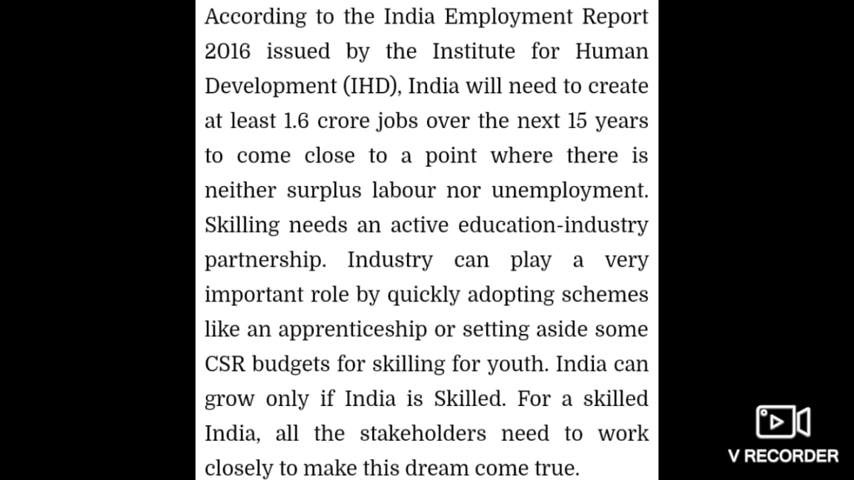 According to the India Employment Report
2016 issued by the Institute for Human
Development (IHD), India will need to create
at least 1.6 crore jobs over the next 15 years
to come close to a point where there is
neither surplus labour nor unemployment.
Skilling needs an active education-industry
partnership. Industry can play a very
important role by quickly adopting schemes
like an apprenticeship or setting aside some
CSR budgets for skilling for youth. India can
grow only if India is Skilled. For a skilled
India, all the stakeholders need to work
closely to make this dream come true.
V RECORDER